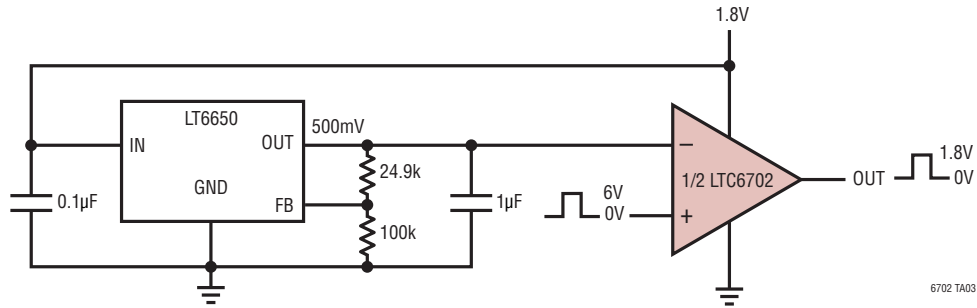 1.8V
LT6650
IN
OUT
500mV
GND
FB
24.9k
100k
0.1µF
1µF
6V
0V
–
+
1/2 LTC6702
OUT
1.8V
0V
6702 TA03